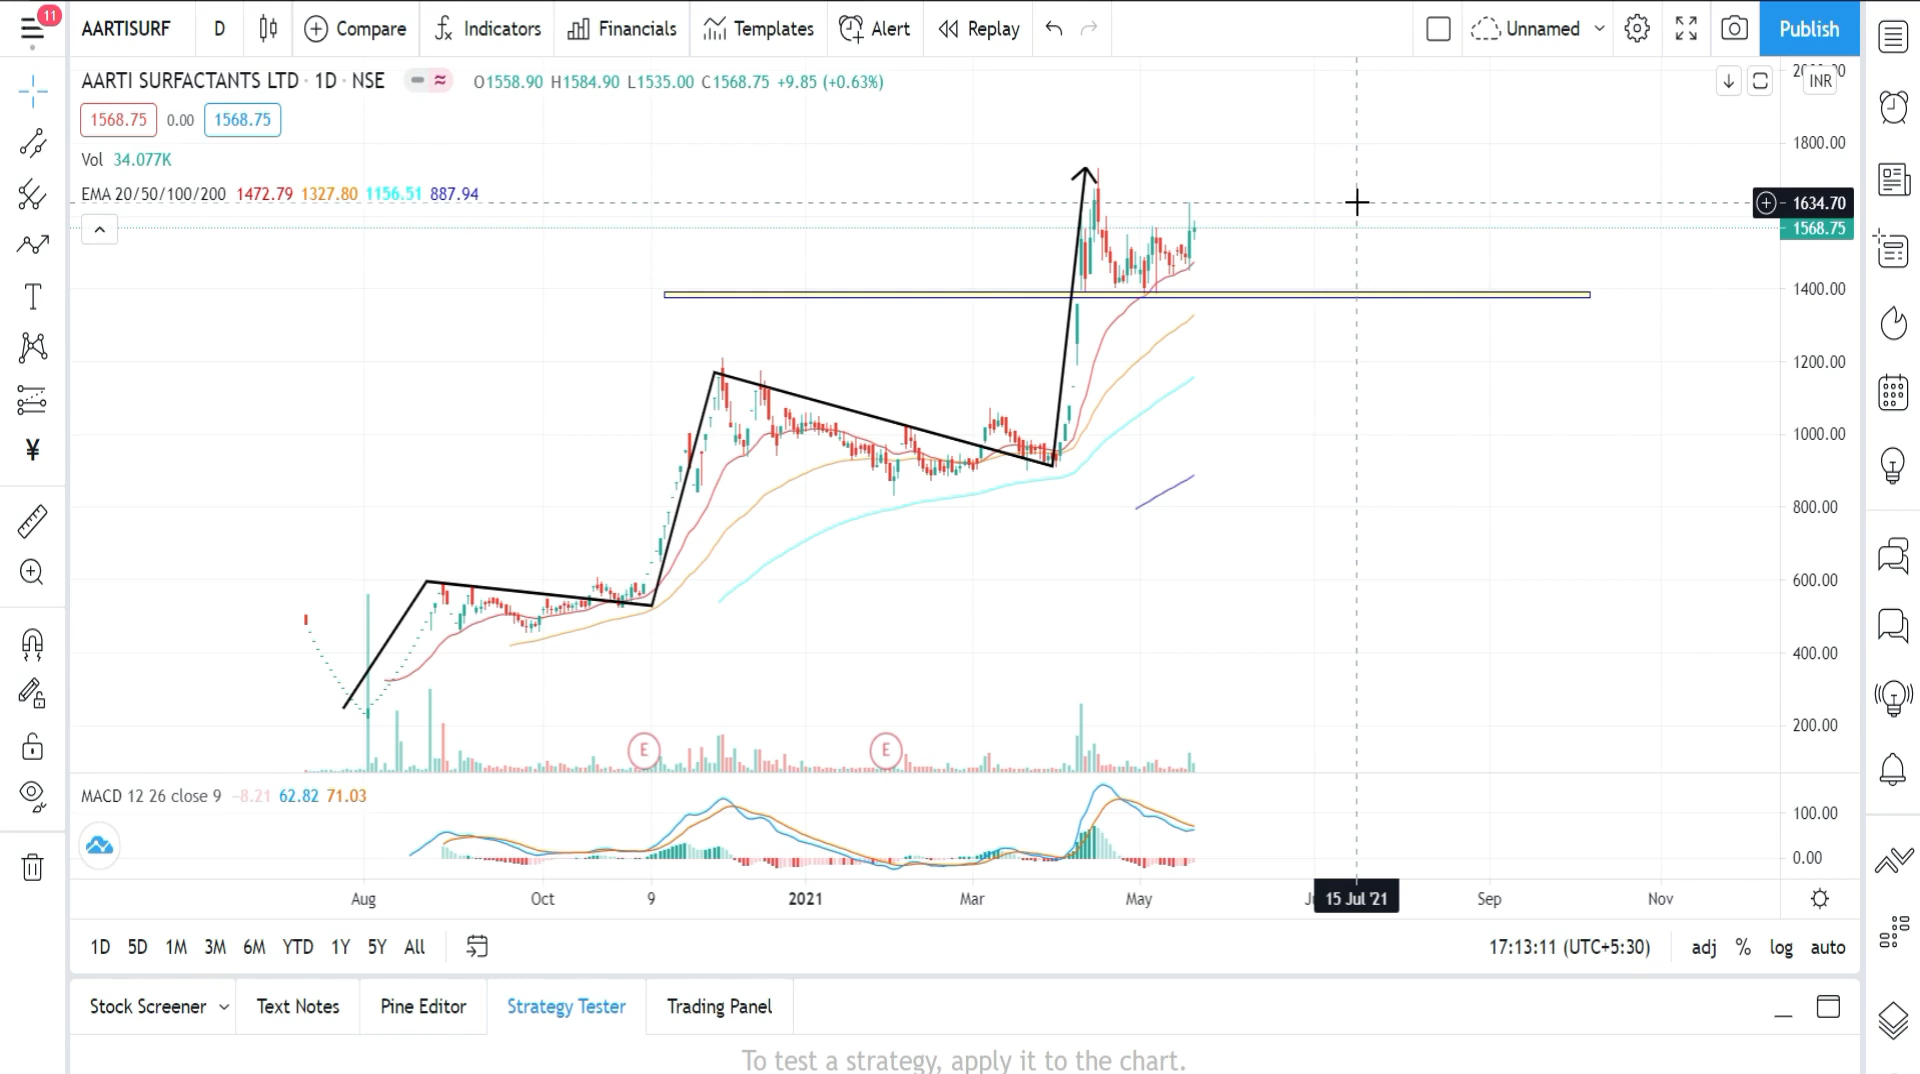 11
AARTISURF D Compare Indicators Financials Templates Alert Replay Unnamed Publish
AARTI SURFACTANTS LTD · 1D · NSE O1558.90 H1584.90 L1535.00 C1568.75 +9.85 (+0.63%)
INR
1568.75 0.00 1568.75
Vol 34.077K
EMA 20/50/100/200 1472.79 1327.80 1156.51 887.94
1800.00
1634.70
1568.75
1400.00
1200.00
1000.00
800.00
600.00
400.00
200.00
E E
MACD 12 26 close 9 −8.21 62.82 71.03
100.00
0.00
Aug Oct 9 2021 Mar May 15 Jul '21 Sep Nov
1D 5D 1M 3M 6M YTD 1Y 5Y All 17:13:11 (UTC+5:30) adj % log auto
Stock Screener Text Notes Pine Editor Strategy Tester Trading Panel
To test a strategy, apply it to the chart.